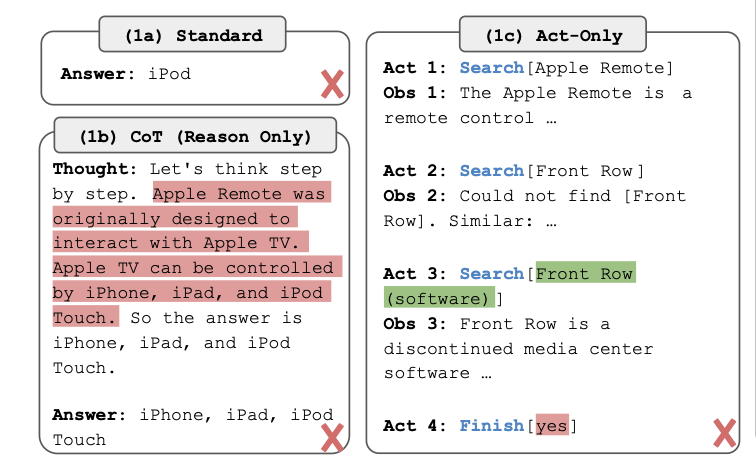 (1a) Standard
Answer: iPod
(1b) CoT (Reason Only)
Thought: Let's think step
by step. Apple Remote was
originally designed to
interact with Apple TV.
Apple TV can be controlled
by iPhone, iPad, and iPod
Touch. So the answer is
iPhone, iPad, and iPod
Touch.
Answer: iPhone, iPad, iPod
Touch
(1c) Act-Only
Act 1: Search[Apple Remote]
Obs 1: The Apple Remote is a
remote control …
Act 2: Search[Front Row]
Obs 2: Could not find [Front
Row]. Similar: …
Act 3: Search[Front Row
(software)]
Obs 3: Front Row is a
discontinued media center
software …
Act 4: Finish[yes]